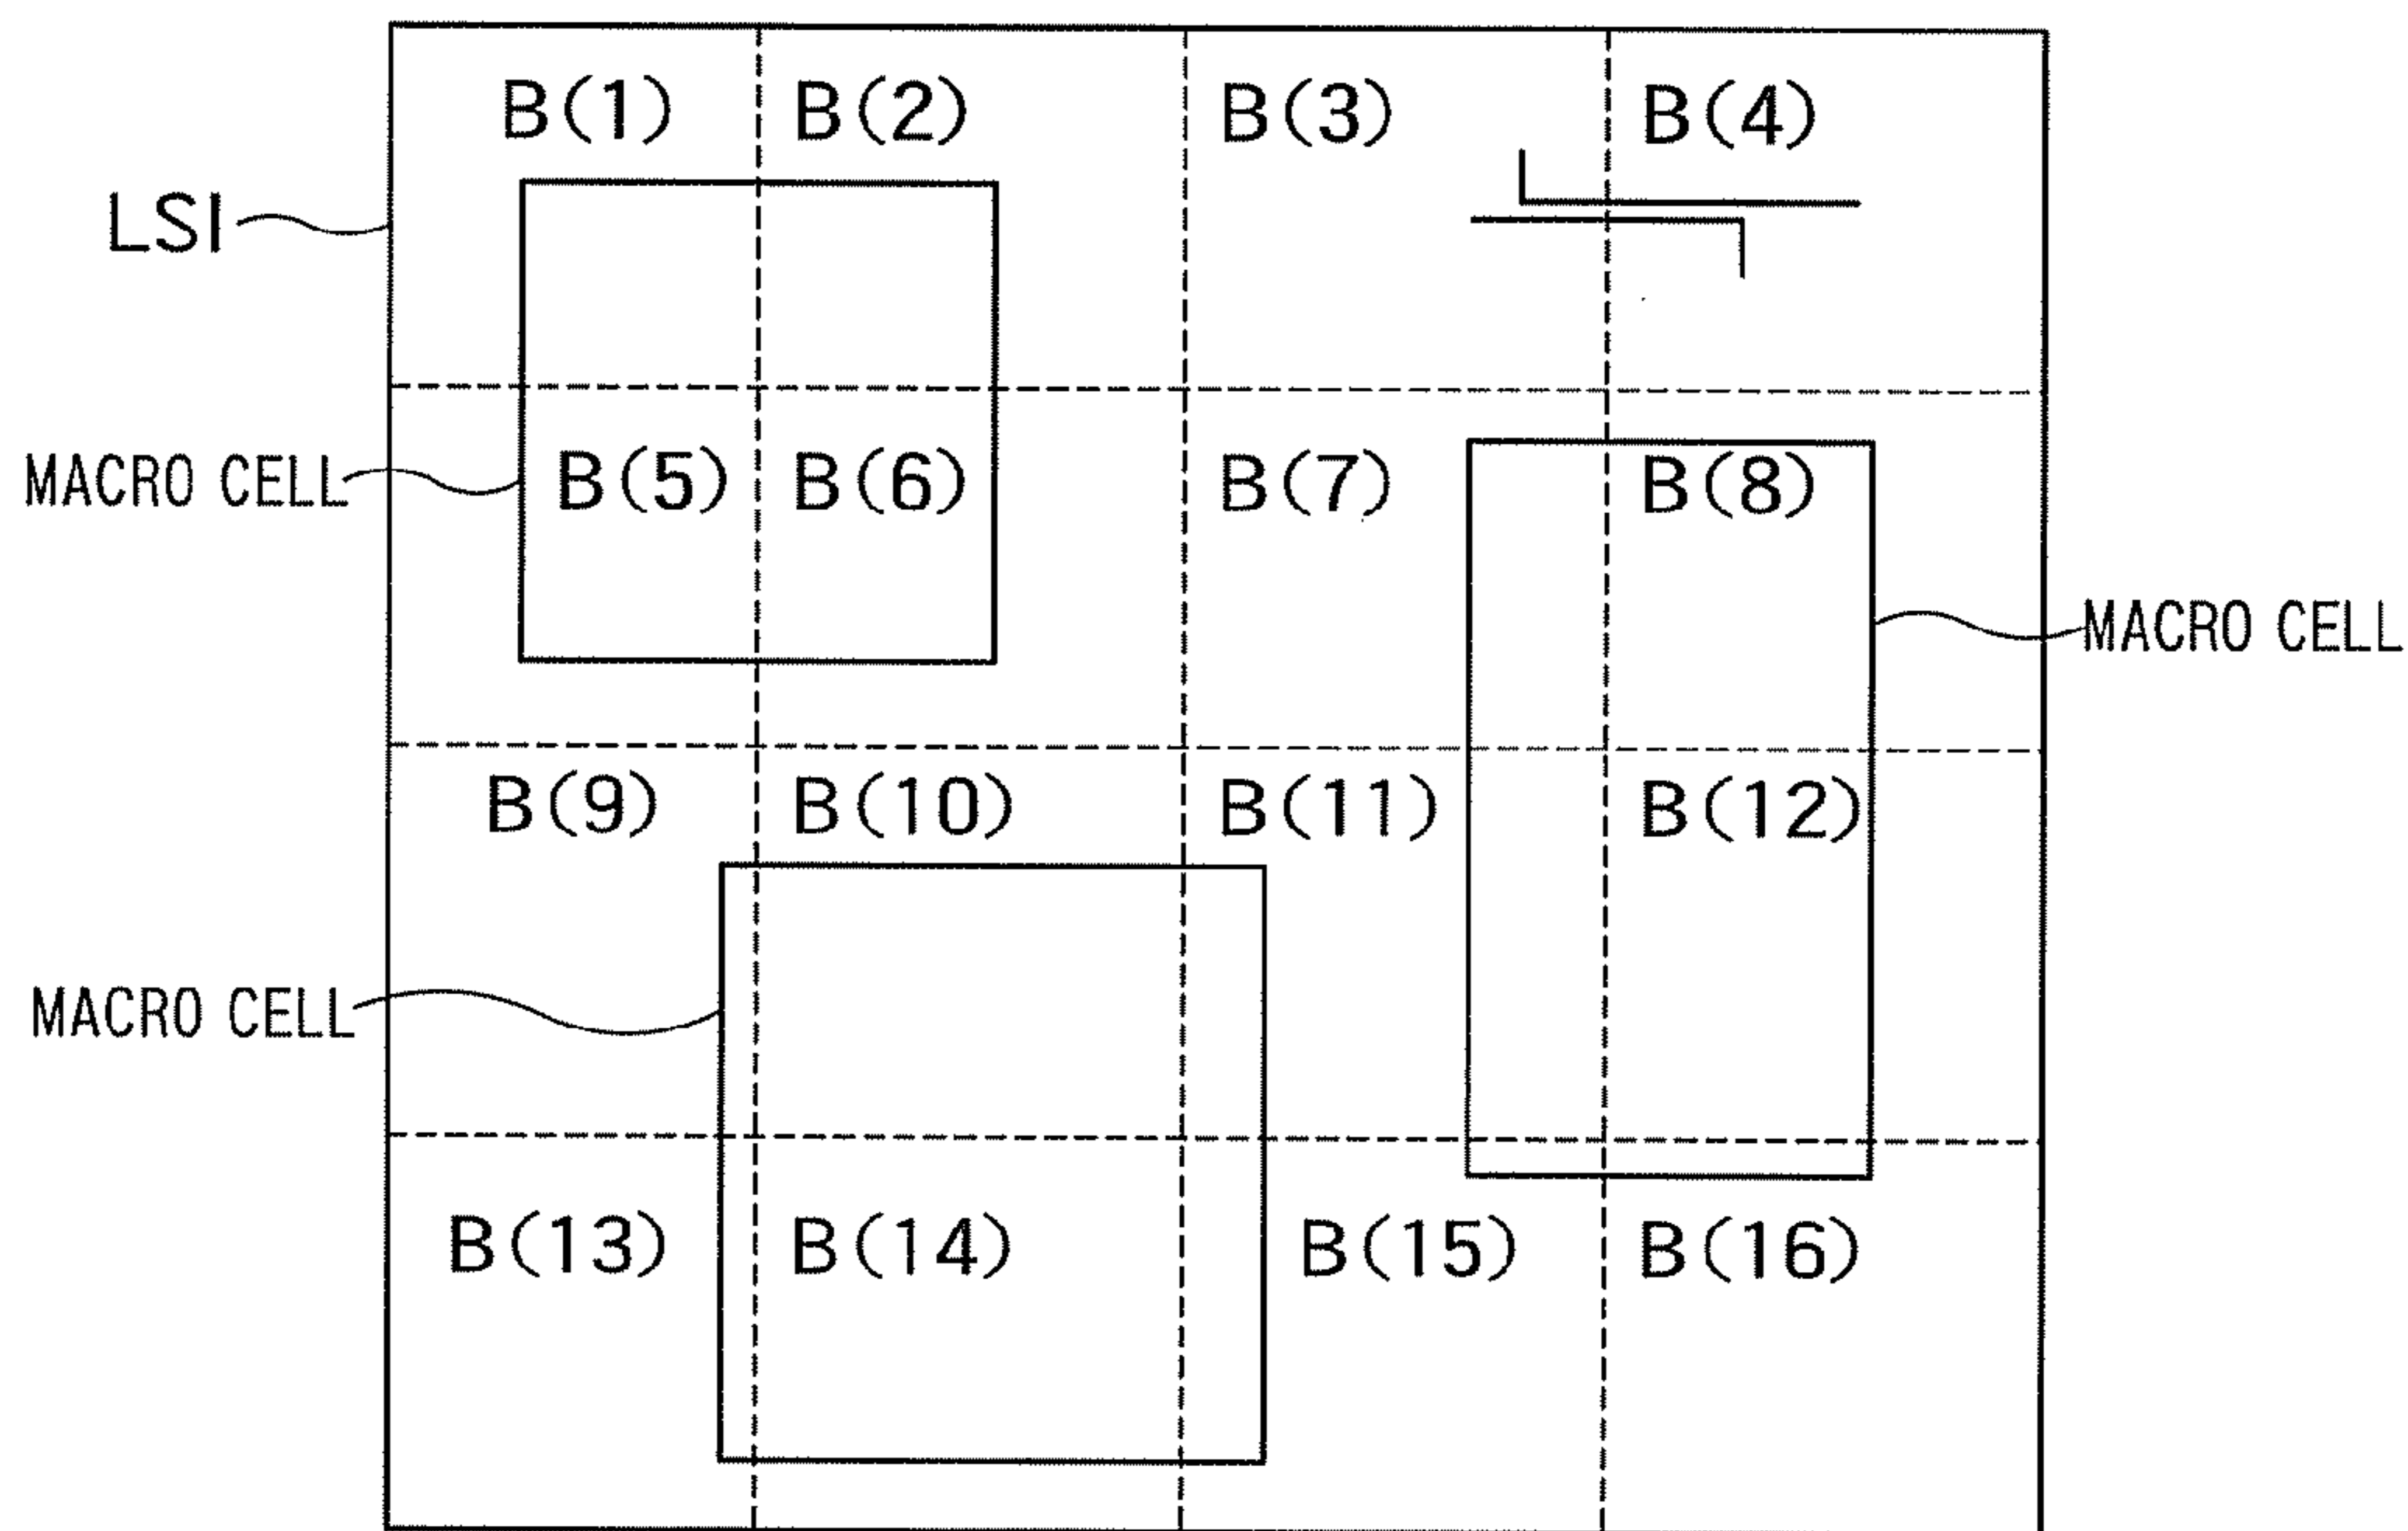 B(1) B(2) B(3) B(4)
LSI
MACRO CELL B(5) B(6) B(7) B(8)
MACRO CELL
B(9) B(10) B(11) B(12)
MACRO CELL
B(13) B(14) B(15) B(16)